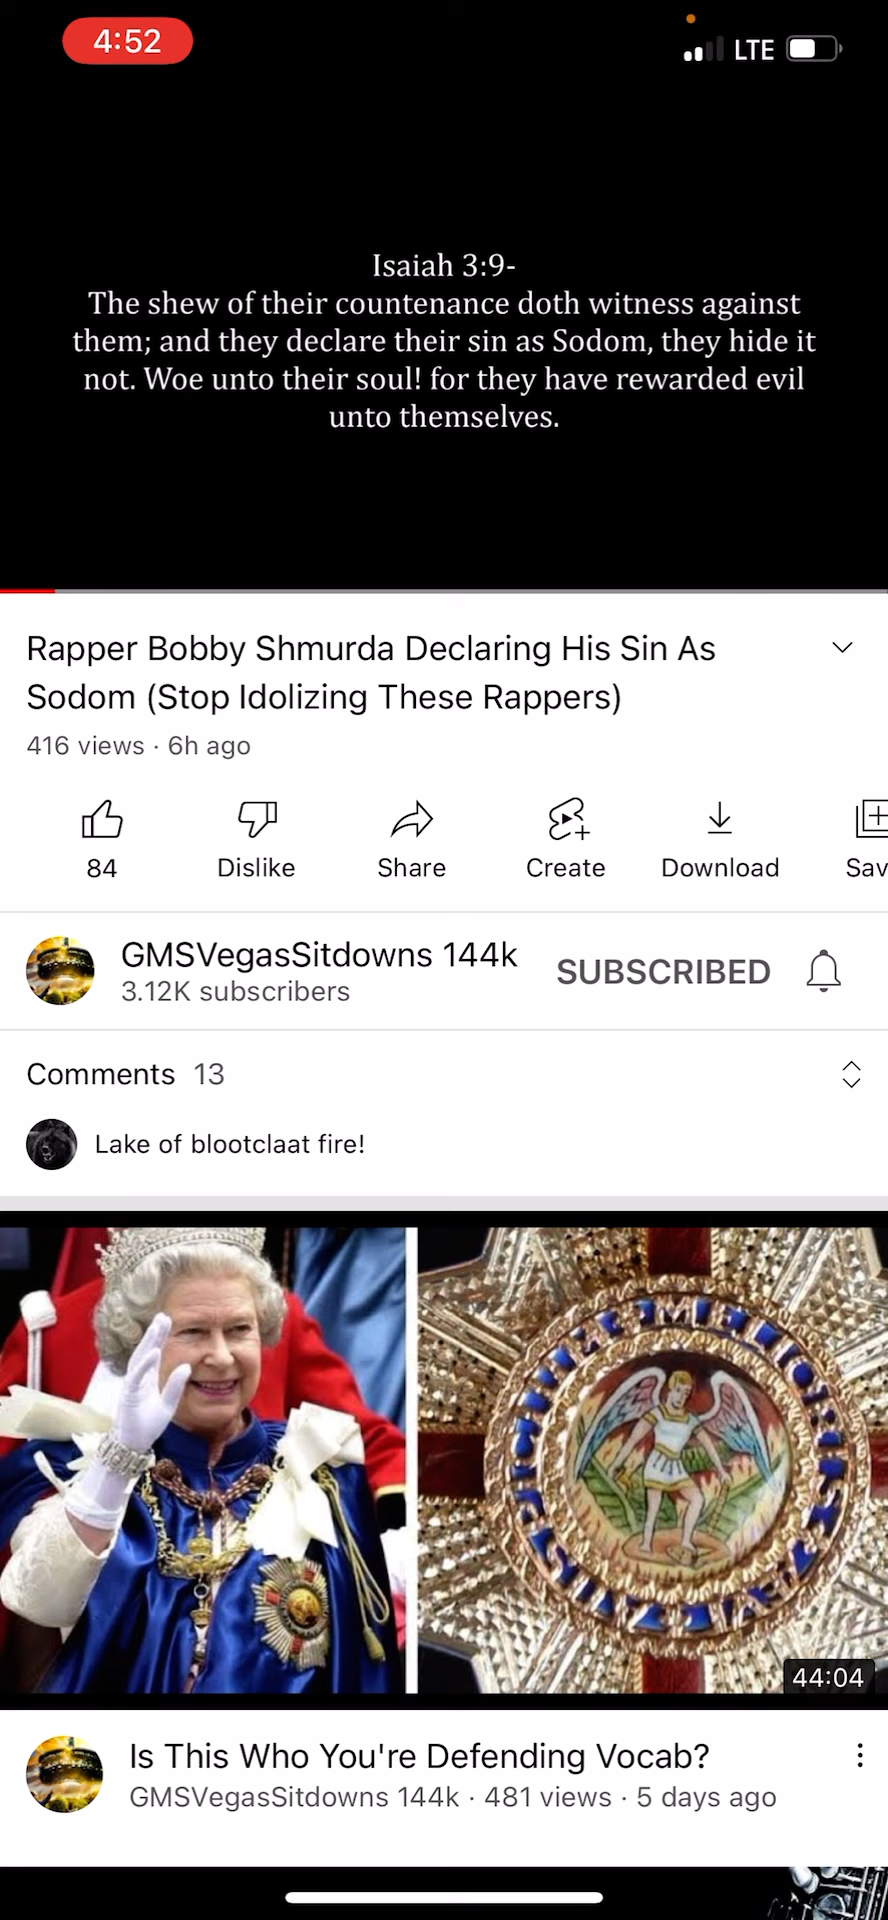 4:52
LTE
Isaiah 3:9-
The shew of their countenance doth witness against
them; and they declare their sin as Sodom, they hide it
not. Woe unto their soul! for they have rewarded evil
unto themselves.
Rapper Bobby Shmurda Declaring His Sin As
Sodom (Stop Idolizing These Rappers)
416 views · 6h ago
84
Dislike
Share
Create
Download
Sav
GMSVegasSitdowns 144k
3.12K subscribers
SUBSCRIBED
Comments 13
Lake of blootclaat fire!
44:04
Is This Who You're Defending Vocab?
GMSVegasSitdowns 144k · 481 views · 5 days ago